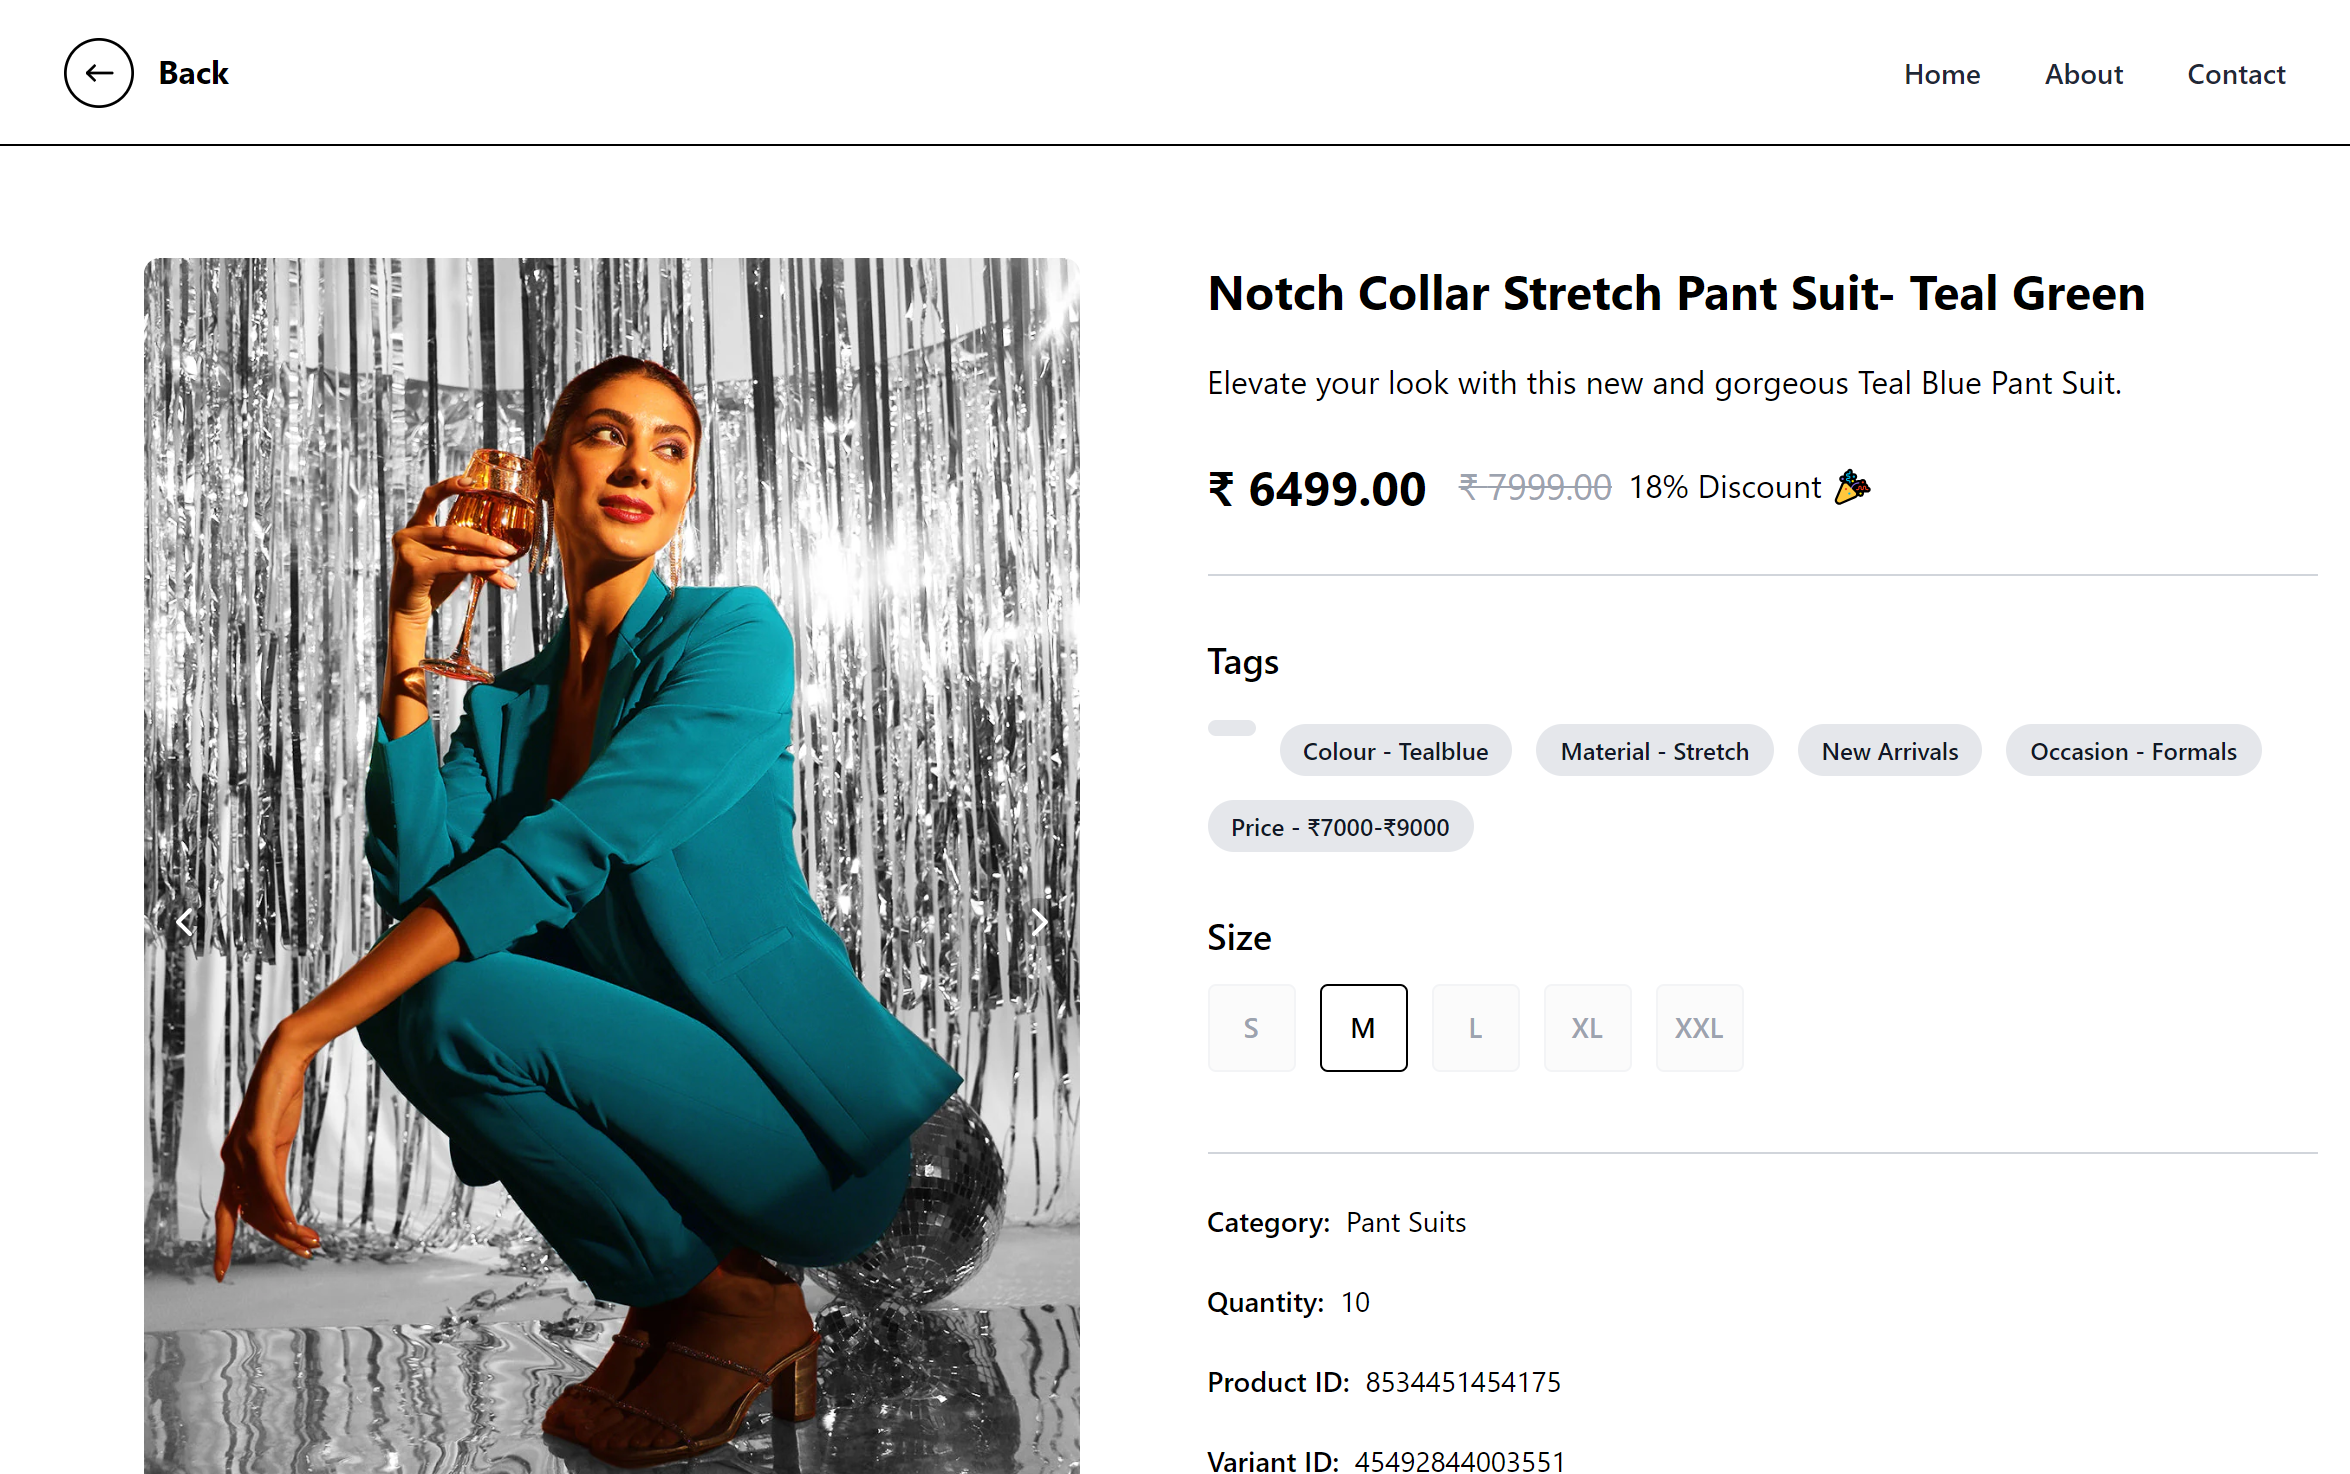 Back
Home About Contact
Notch Collar Stretch Pant Suit- Teal Green
Elevate your look with this new and gorgeous Teal Blue Pant Suit.
₹ 6499.00 ₹ 7999.00 18% Discount 🎉
Tags
Colour - Tealblue Material - Stretch New Arrivals Occasion - Formals
Price - ₹7000-₹9000
Size
S M L XL XXL
Category: Pant Suits
Quantity: 10
Product ID: 8534451454175
Variant ID: 45492844003551